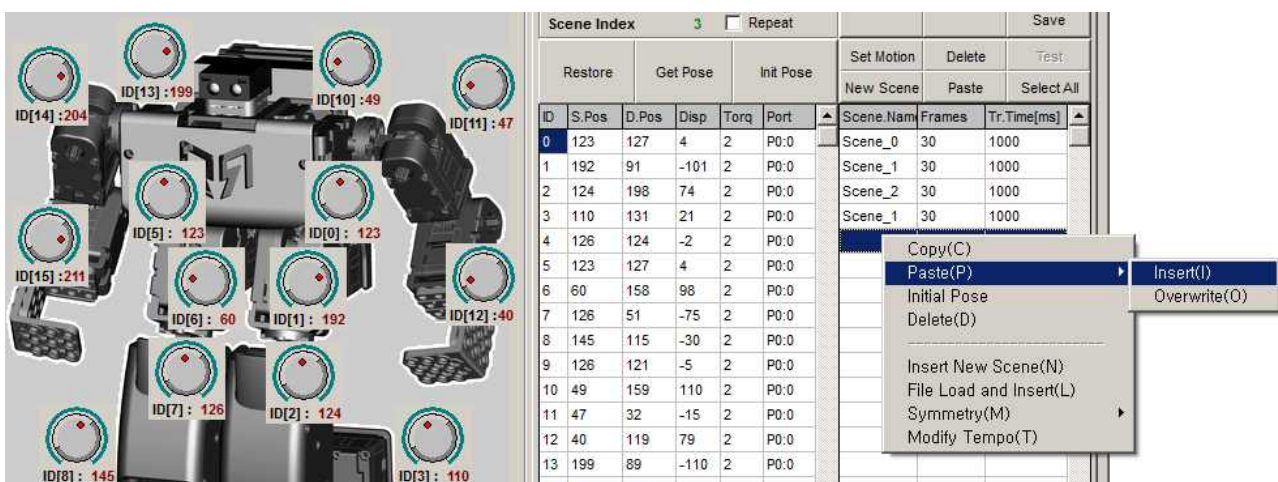 ID[13] :199
ID[10] :49
ID[14] :204
ID[11] : 47
ID[5] : 123
ID[0] : 123
ID[15] :211
ID[6] : 60
ID[1] : 192
ID[12] :40
ID[7] : 126
ID[2] : 124
ID[8] : 145
ID[3] : 110
Scene Index 3 Repeat
Restore Get Pose Init Pose
ID S.Pos D.Pos Disp Torq Port
0 123 127 4 2 P0:0
1 192 91 -101 2 P0:0
2 124 198 74 2 P0:0
3 110 131 21 2 P0:0
4 126 124 -2 2 P0:0
5 123 127 4 2 P0:0
6 60 158 98 2 P0:0
7 126 51 -75 2 P0:0
8 145 115 -30 2 P0:0
9 126 121 -5 2 P0:0
10 49 159 110 2 P0:0
11 47 32 -15 2 P0:0
12 40 119 79 2 P0:0
13 199 89 -110 2 P0:0
Save
Set Motion Delete Test
New Scene Paste Select All
Scene.Nam Frames Tr.Time[ms]
Scene_0 30 1000
Scene_1 30 1000
Scene_2 30 1000
Scene_1 30 1000
Copy(C)
Paste(P)
Initial Pose
Delete(D)
Insert New Scene(N)
File Load and Insert(L)
Symmetry(M)
Modify Tempo(T)
Insert(I)
Overwrite(O)